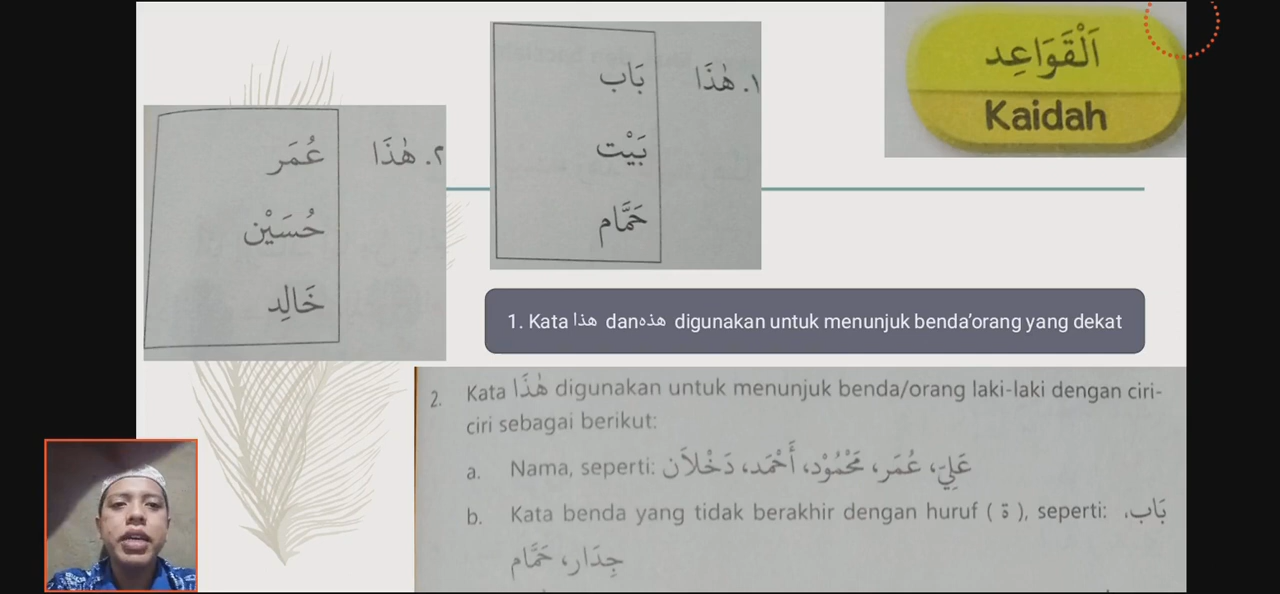 اَلْقَوَاعِد
Kaidah
١. هٰذَا
بَاب
بَيْت
حَمَّام
٢. هٰذَا
عُمَر
حُسَيْن
خَالِد
1. Kata هذا dan هذه digunakan untuk menunjuk benda'orang yang dekat
2. Kata هٰذَا digunakan untuk menunjuk benda/orang laki-laki dengan ciri-
ciri sebagai berikut:
a. Nama, seperti: عَلِيّ، عُمَر، مَحْمُوْد، أَحْمَد، دَخْلَان
b. Kata benda yang tidak berakhir dengan huruf ( ة ), seperti: بَاب،
جِدَار، حَمَّام